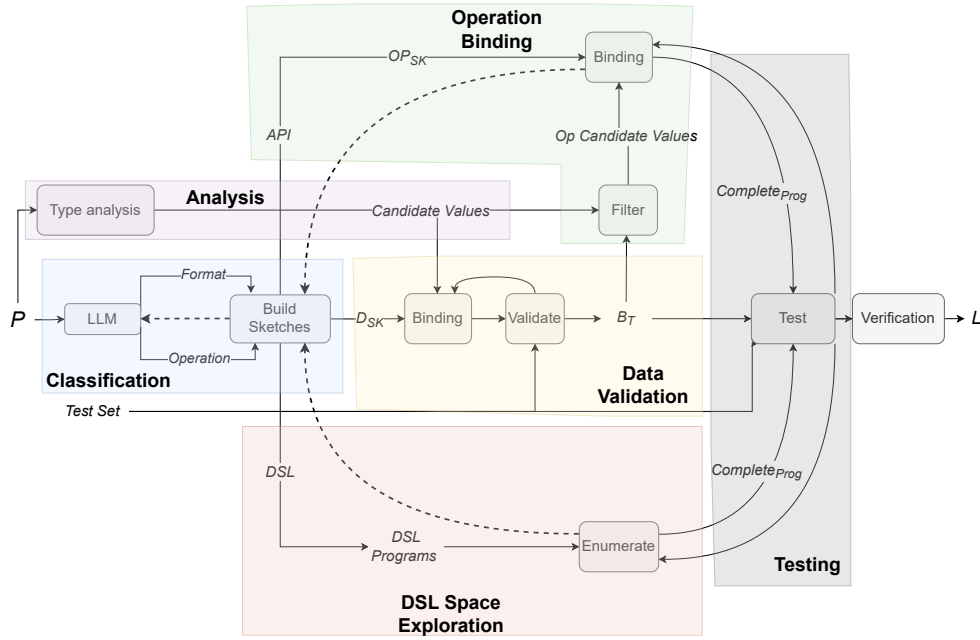 Operation
Binding
OP_SK
Binding
API
Op Candidate Values
Complete_Prog
Type analysis
Analysis
Candidate Values
Filter
P
LLM
Format
Operation
Build
Sketches
Classification
D_SK
Binding
Validate
B_T
Data
Validation
Test
Verification
L
Test Set
DSL
DSL
Programs
Enumerate
Complete_Prog
Testing
DSL Space
Exploration